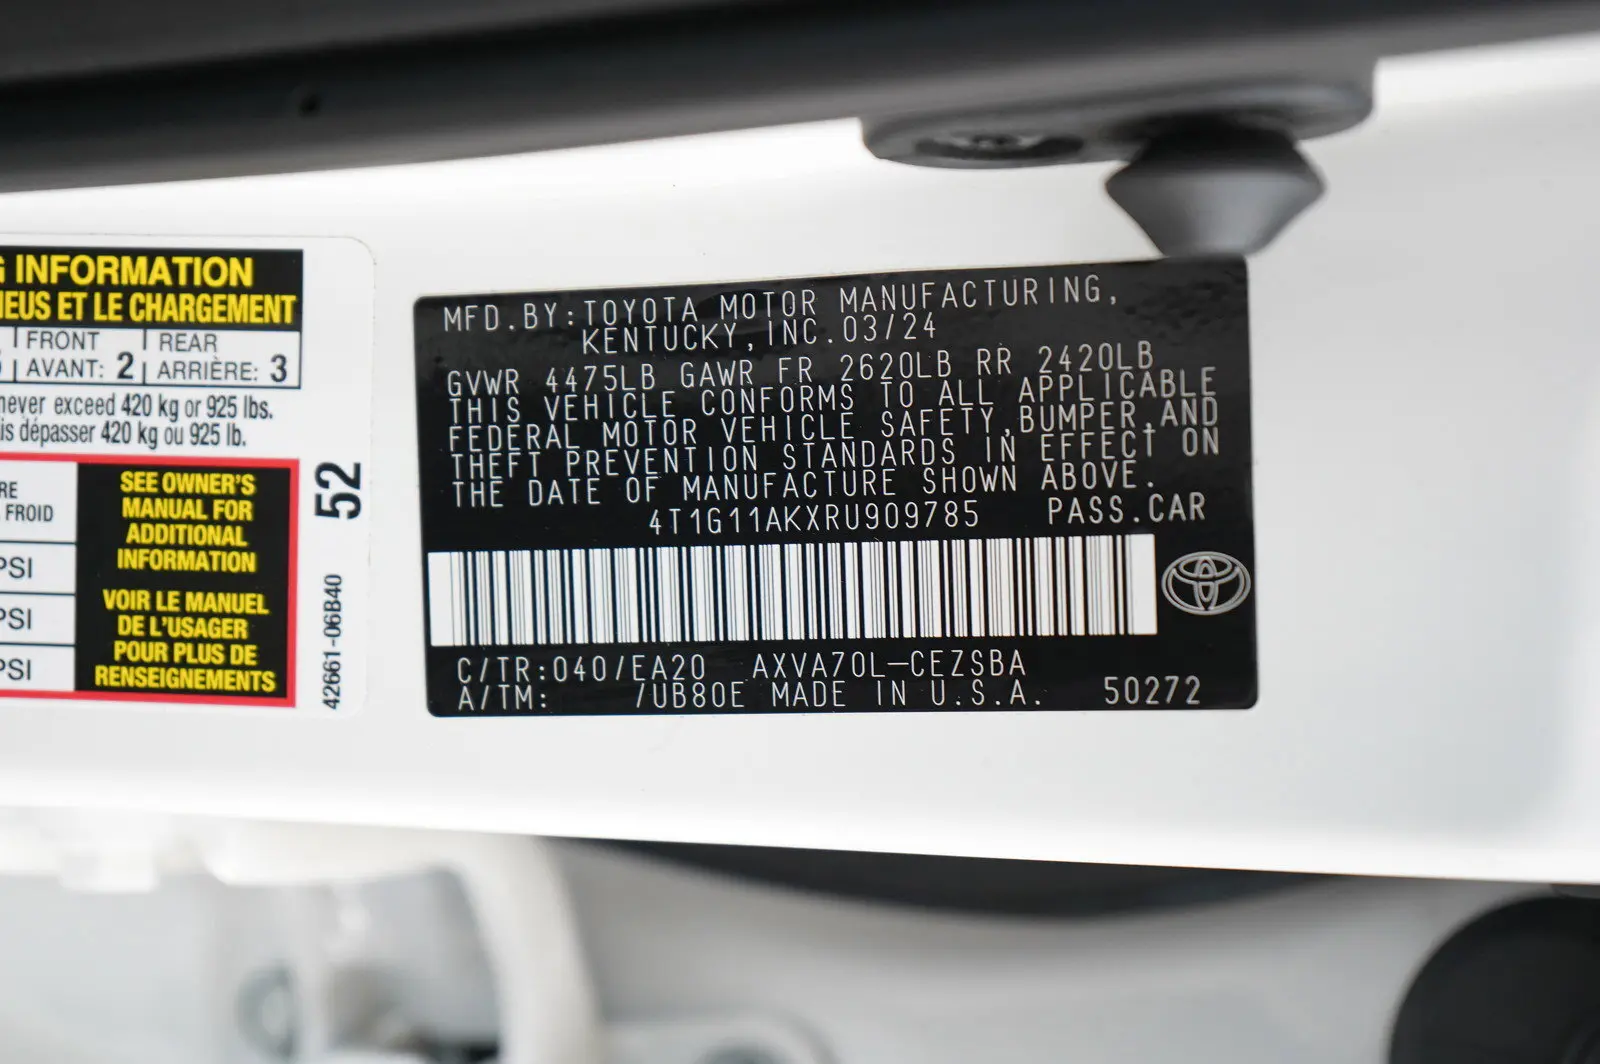 INFORMATION
NEUS ET LE CHARGEMENT
FRONT REAR
AVANT: 2 ARRIÈRE: 3
never exceed 420 kg or 925 lbs.
dépasser 420 kg ou 925 lb.
FROID
PSI
PSI
PSI
SEE OWNER'S
MANUAL FOR
ADDITIONAL
INFORMATION
VOIR LE MANUEL
DE L'USAGER
POUR PLUS DE
RENSEIGNEMENTS
52
42661-06B40
MFD.BY:TOYOTA MOTOR MANUFACTURING,
KENTUCKY,INC.03/24
GVWR 4475LB GAWR FR 2620LB RR 2420LB
THIS VEHICLE CONFORMS TO ALL APPLICABLE
FEDERAL MOTOR VEHICLE SAFETY,BUMPER,AND
THEFT PREVENTION STANDARDS IN EFFECT ON
THE DATE OF MANUFACTURE SHOWN ABOVE.
4T1G11AKXRU909785 PASS.CAR
C/TR:040/EA20 AXVA70L-CEZSBA
A/TM: /UB80E MADE IN U.S.A. 50272